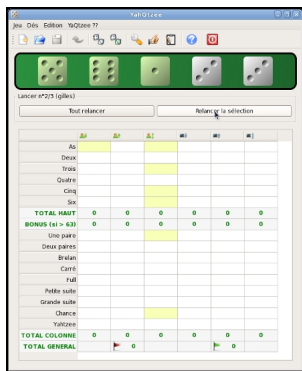 YahQtzee
Jeu Dés Edition YaQtzee ??
Lancer n°2/3 (gilles)
Tout relancer Relancer la sélection
As
Deux
Trois
Quatre
Cinq
Six
TOTAL HAUT 0 0 0 0 0 0
BONUS (si > 63) 0 0 0 0 0 0
Une paire
Deux paires
Brelan
Carré
Full
Petite suite
Grande suite
Chance
Yahtzee
TOTAL COLONNE 0 0 0 0 0 0
TOTAL GENERAL 0 0